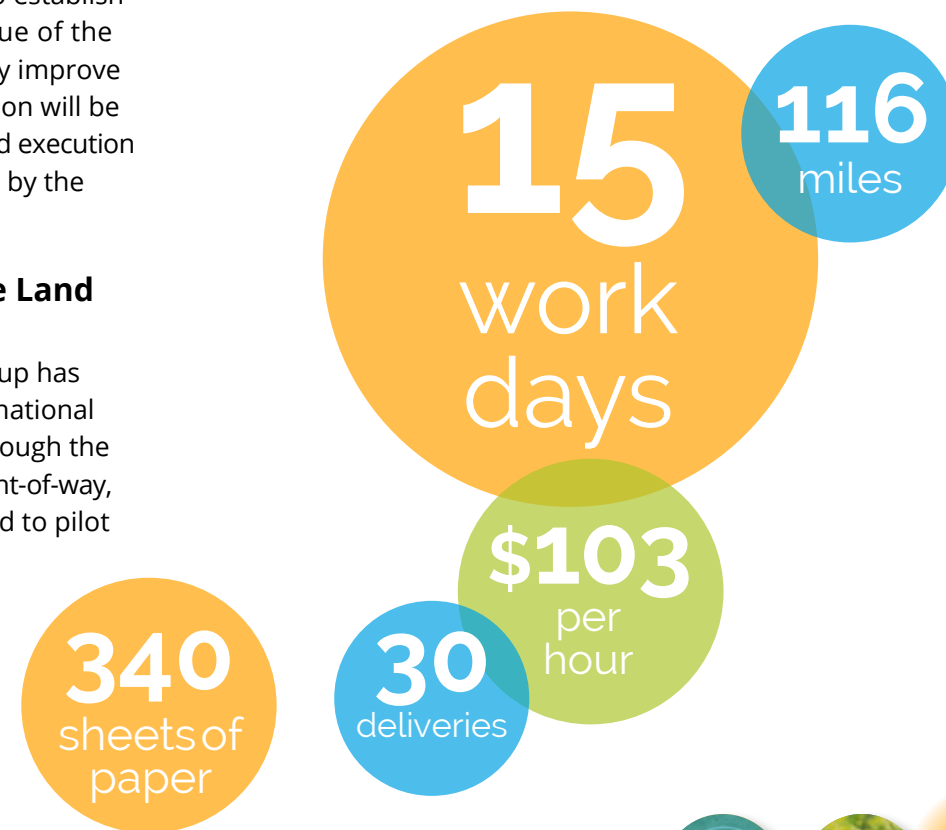 ue of the
improve
on will be
execution
by the
Land
up has
national
ough the
nt-of-way,
d to pilot
15
work
days
116
miles
$103
per
hour
340
sheets of
paper
30
deliveries